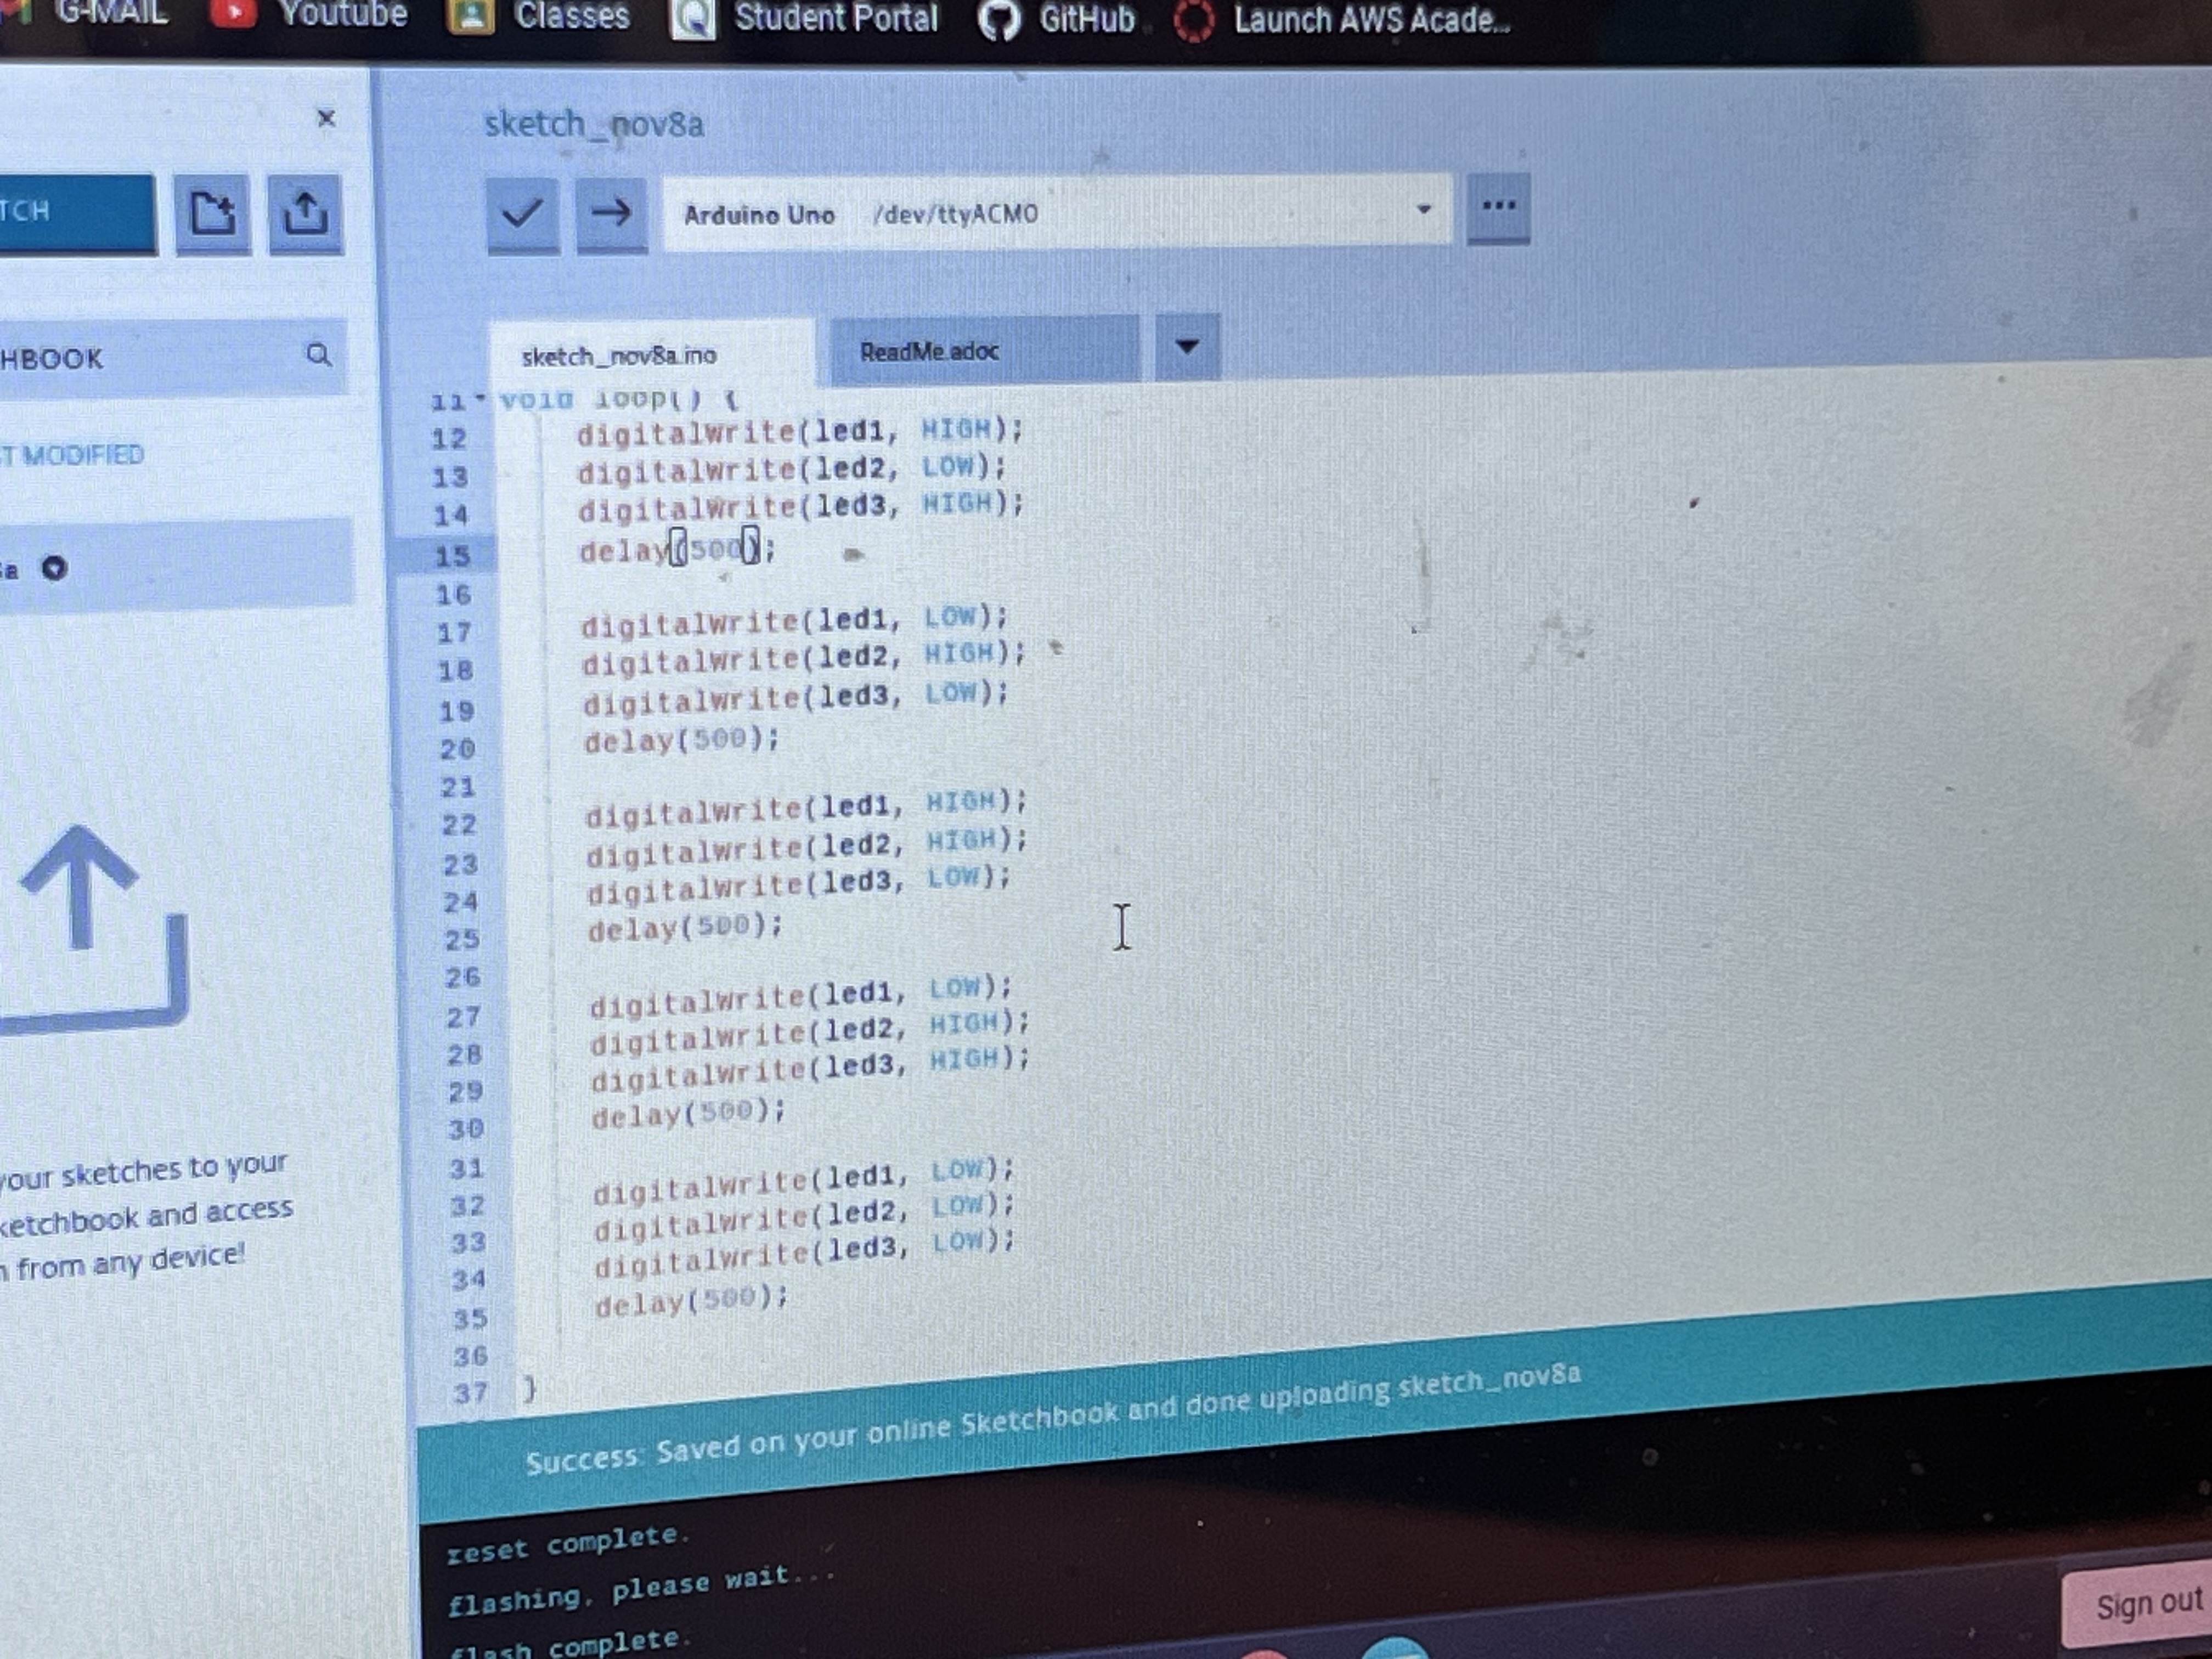 G-MAIL Youtube Classes Student Portal GitHub Launch AWS Acade...
sketch_nov8a
TCH
Arduino Uno /dev/ttyACM0
HBOOK
sketch_nov8a.ino ReadMe.adoc
T MODIFIED
a
11 void loop() {
12 digitalWrite(led1, HIGH);
13 digitalWrite(led2, LOW);
14 digitalWrite(led3, HIGH);
15 delay(500);
16
17 digitalWrite(led1, LOW);
18 digitalWrite(led2, HIGH);
19 digitalWrite(led3, LOW);
20 delay(500);
21
22 digitalWrite(led1, HIGH);
23 digitalWrite(led2, HIGH);
24 digitalWrite(led3, LOW);
25 delay(500);
26
27 digitalWrite(led1, LOW);
28 digitalWrite(led2, HIGH);
29 digitalWrite(led3, HIGH);
30 delay(500);
31
32 digitalWrite(led1, LOW);
33 digitalWrite(led2, LOW);
34 digitalWrite(led3, LOW);
35 delay(500);
36
37 }
your sketches to your
ketchbook and access
from any device!
Success: Saved on your online Sketchbook and done uploading sketch_nov8a
reset complete.
flashing, please wait...
flash complete.
Sign out